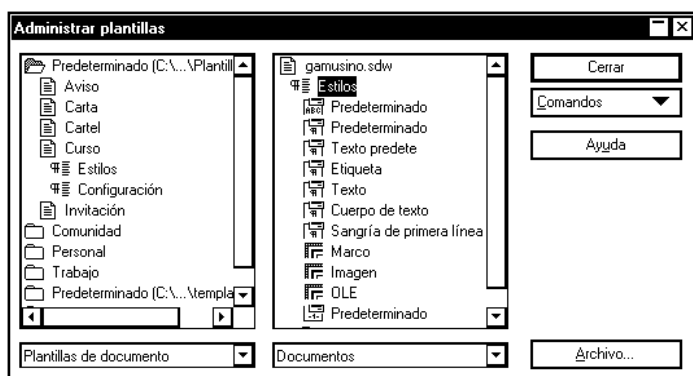 Administrar plantillas
Predeterminado (C:\...\Plantill
Aviso
Carta
Cartel
Curso
Estilos
Configuración
Invitación
Comunidad
Personal
Trabajo
Predeterminado (C:\...\templa
Plantillas de documento
gamusino.sdw
Estilos
Predeterminado
Predeterminado
Texto predete
Etiqueta
Texto
Cuerpo de texto
Sangría de primera línea
Marco
Imagen
OLE
Predeterminado
Documentos
Cerrar
Comandos
Ayuda
Archivo...